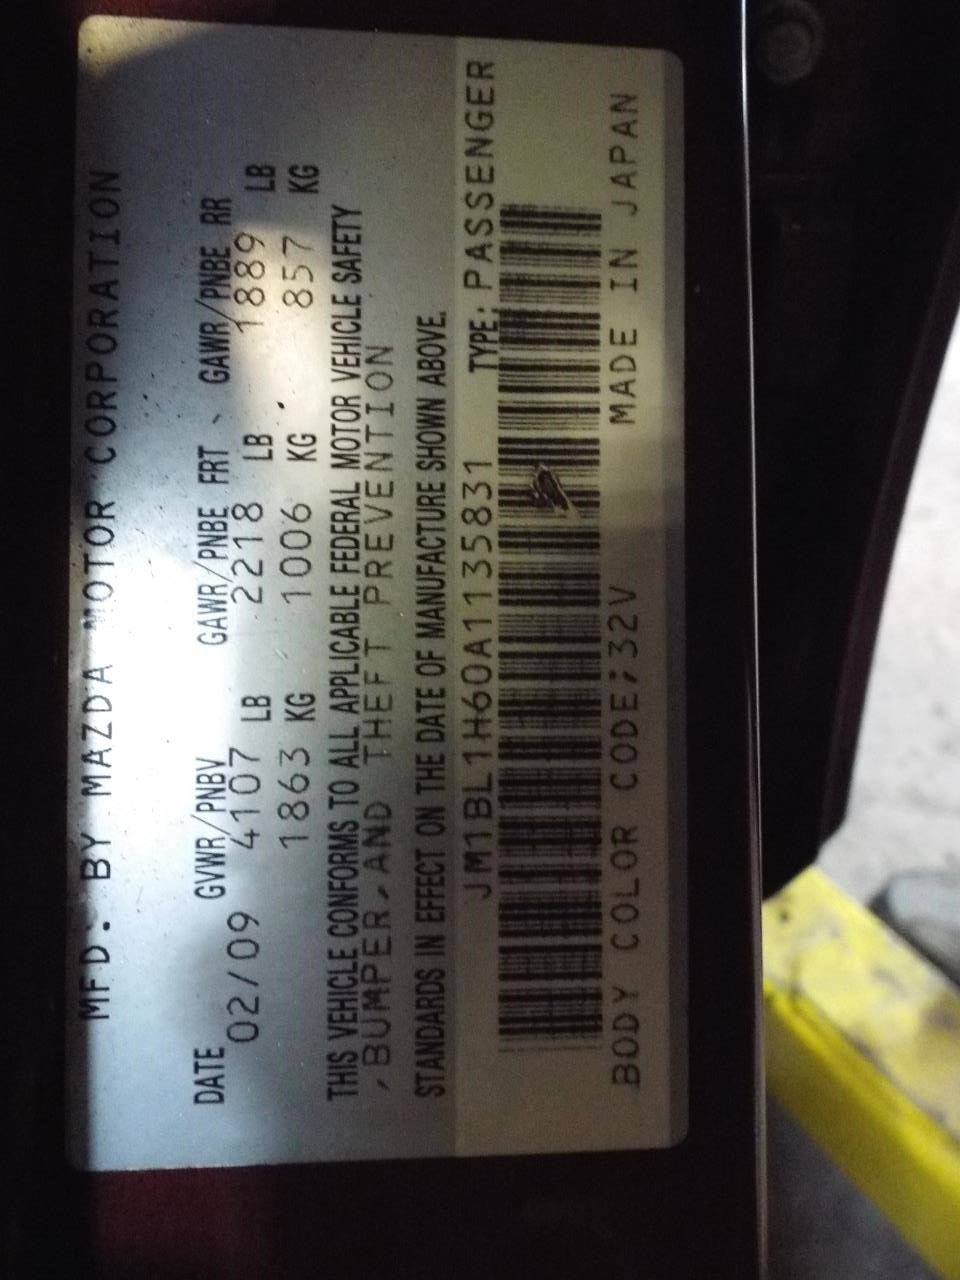 MFD. BY MAZDA MOTOR CORPORATION
DATE GVWR/PNBV GAWR/PNBE FRT GAWR/PNBE RR
02/09 4107 LB 2218 LB 1889 LB
1863 KG 1006 KG 857 KG
THIS VEHICLE CONFORMS TO ALL APPLICABLE FEDERAL MOTOR VEHICLE SAFETY
,BUMPER,AND THEFT PREVENTION
STANDARDS IN EFFECT ON THE DATE OF MANUFACTURE SHOWN ABOVE.
JM1BL1H60A1135831 TYPE: PASSENGER
BODY COLOR CODE;32V MADE IN JAPAN